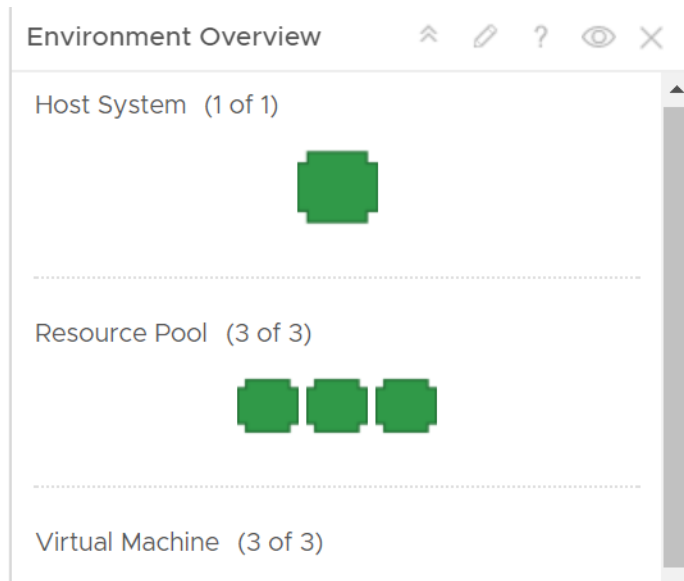 Environment Overview ?
Host System (1 of 1)
Resource Pool (3 of 3)
Virtual Machine (3 of 3)